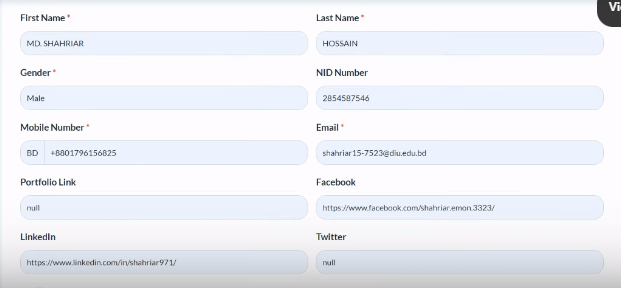 Vi
First Name * Last Name *
MD. SHAHRIAR HOSSAIN
Gender * NID Number
Male 2854587546
Mobile Number * Email *
BD +8801796156825 shahriar15-7523@diu.edu.bd
Portfolio Link Facebook
null https://www.facebook.com/shahriar.emon.3323/
LinkedIn Twitter
https://www.linkedin.com/in/shahriar971/ null